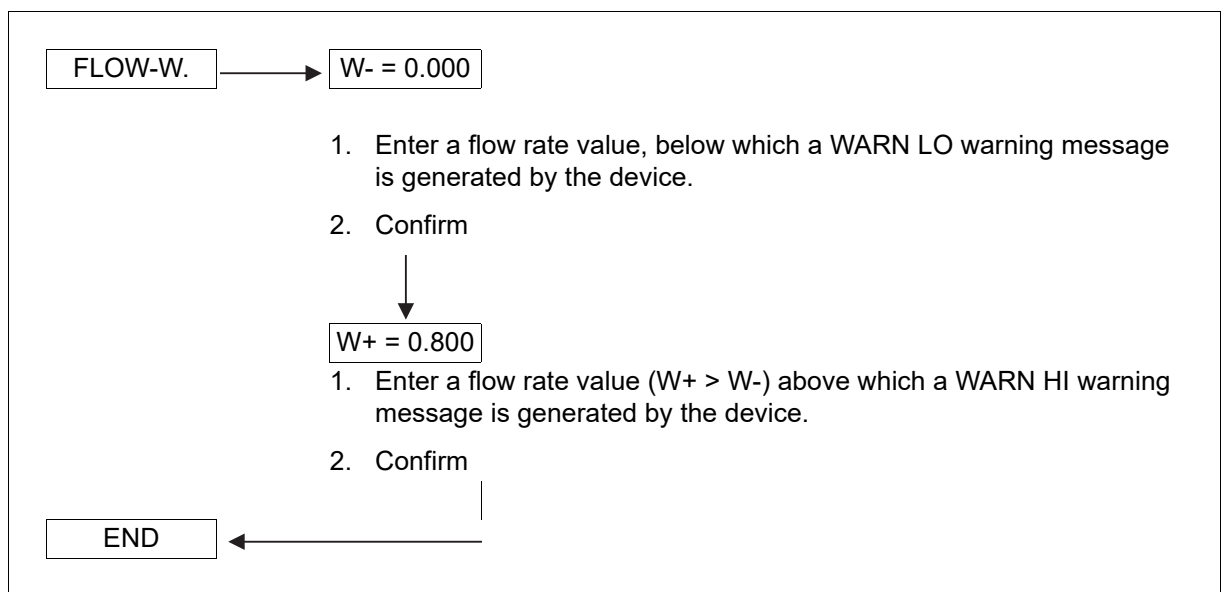 FLOW-W.
W- = 0.000
1. Enter a flow rate value, below which a WARN LO warning message
is generated by the device.
2. Confirm
W+ = 0.800
1. Enter a flow rate value (W+ > W-) above which a WARN HI warning
message is generated by the device.
2. Confirm
END